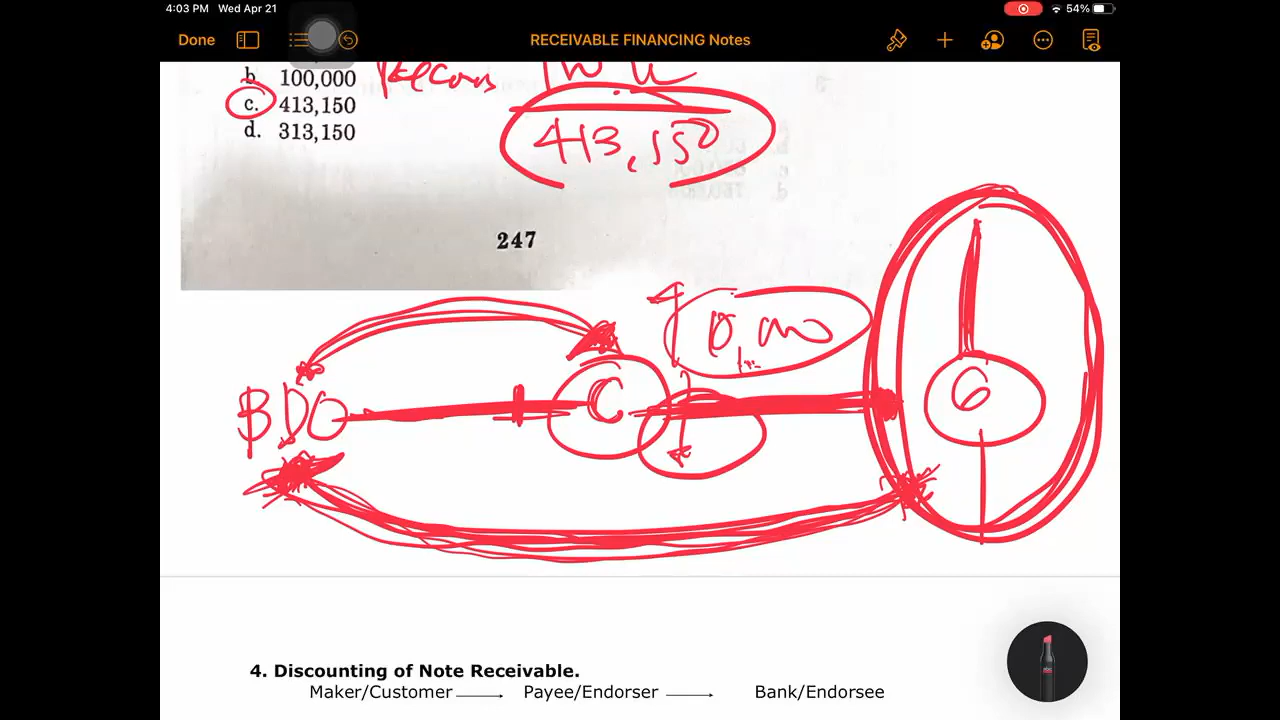 4:03 PM Wed Apr 21
54%
Done
RECEIVABLE FINANCING Notes
b. 100,000
c. 413,150
d. 313,150
413,150
247
BDO
C
6
4. Discounting of Note Receivable.
Maker/Customer → Payee/Endorser → Bank/Endorsee